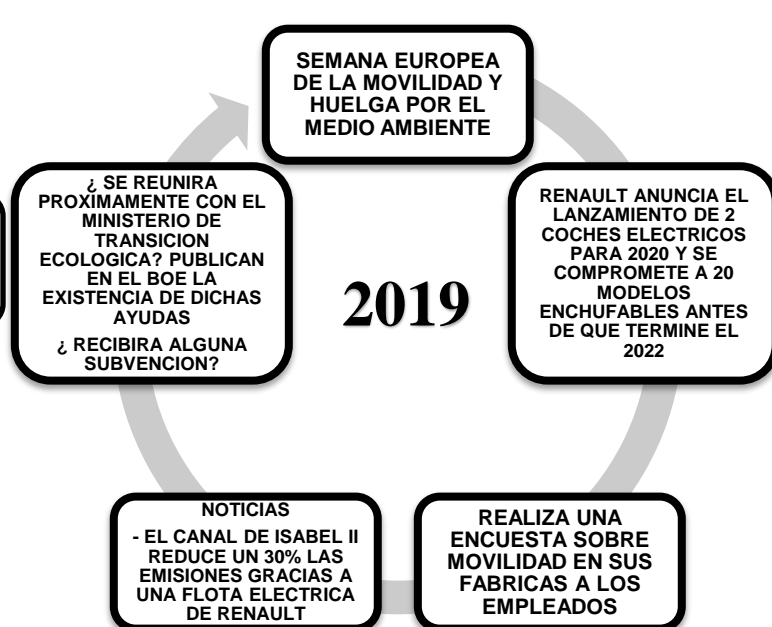 SEMANA EUROPEA
DE LA MOVILIDAD Y
HUELGA POR EL
MEDIO AMBIENTE
RENAULT ANUNCIA EL
LANZAMIENTO DE 2
COCHES ELECTRICOS
PARA 2020 Y SE
COMPROMETE A 20
MODELOS
ENCHUFABLES ANTES
DE QUE TERMINE EL
2022
REALIZA UNA
ENCUESTA SOBRE
MOVILIDAD EN SUS
FABRICAS A LOS
EMPLEADOS
NOTICIAS
- EL CANAL DE ISABEL II
REDUCE UN 30% LAS
EMISIONES GRACIAS A
UNA FLOTA ELECTRICA
DE RENAULT
¿ SE REUNIRA
PROXIMAMENTE CON EL
MINISTERIO DE
TRANSICION
ECOLOGICA? PUBLICAN
EN EL BOE LA
EXISTENCIA DE DICHAS
AYUDAS
¿ RECIBIRA ALGUNA
SUBVENCION?
2019